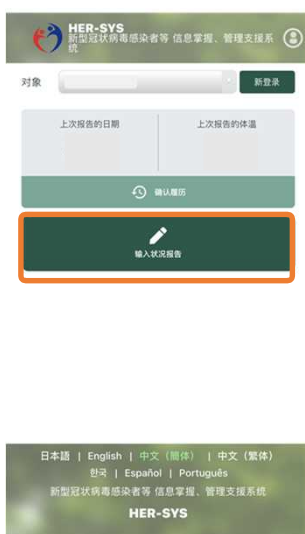 HER-SYS
新型冠状病毒感染者等 信息掌握、管理支援系
统
对象
新登录
上次报告的日期
上次报告的体温
确认履历
输入状况报告
日本語 | English | 中文（簡体） | 中文（繁体）
한국 | Español | Português
新型冠状病毒感染者等 信息掌握、管理支援系统
HER-SYS